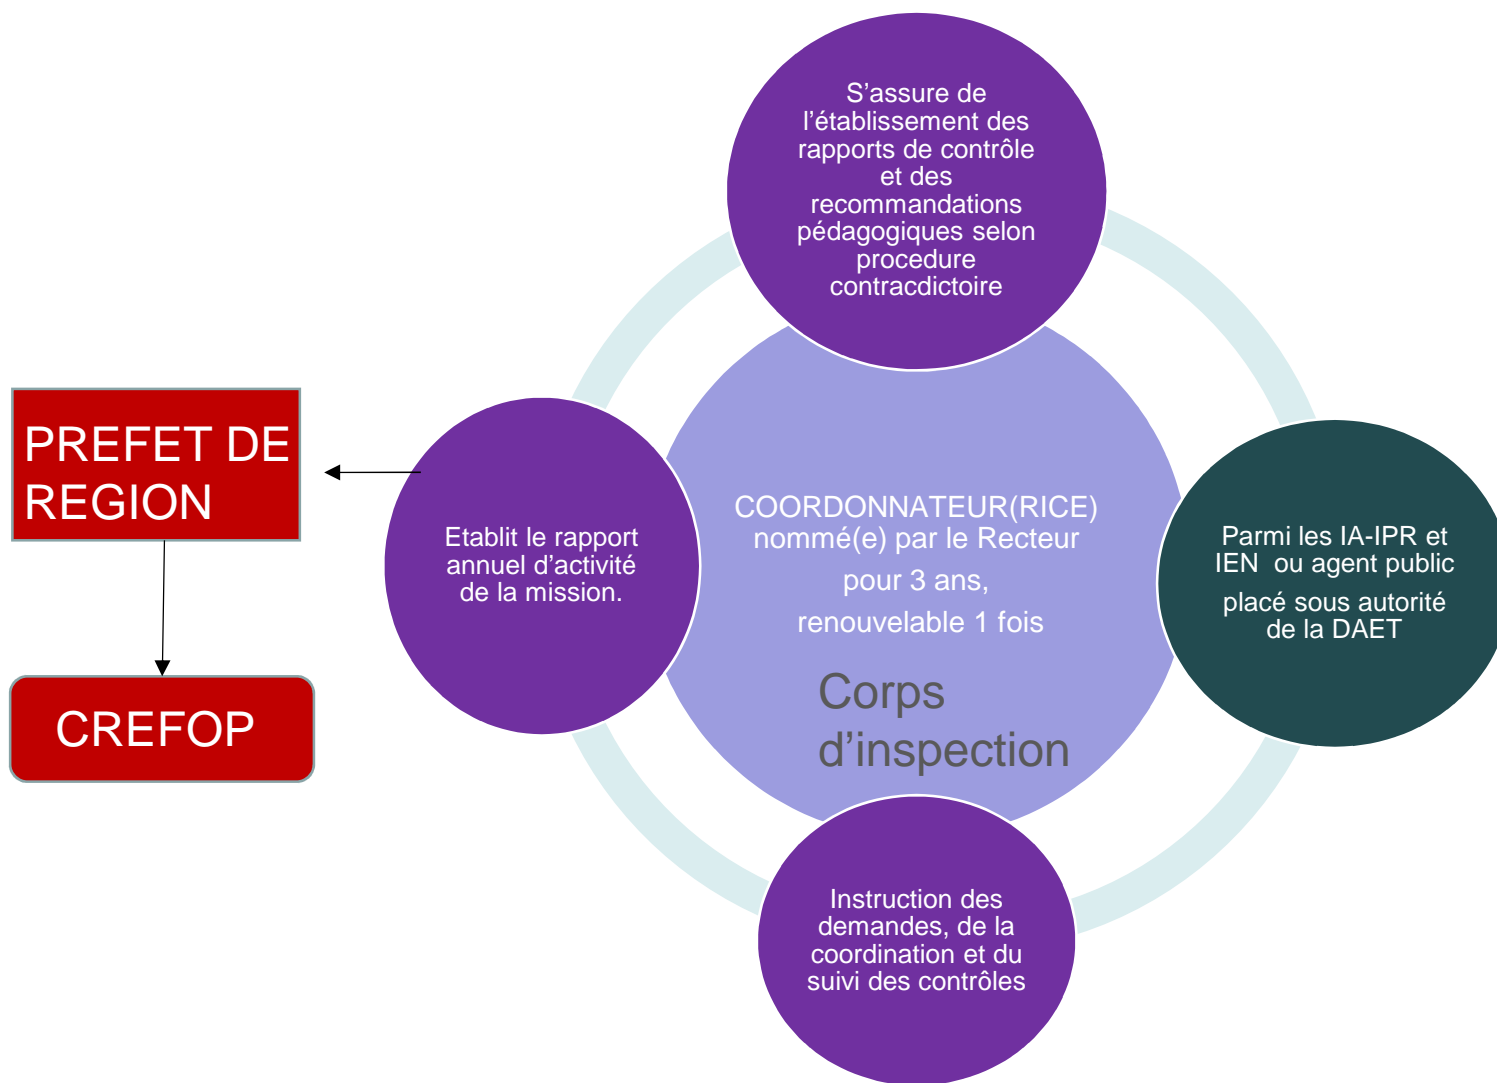 S’assure de
l’établissement des
rapports de contrôle
et des
recommandations
pédagogiques selon
procedure
contracdictoire
PREFET DE
REGION
CREFOP
Etablit le rapport
annuel d’activité
de la mission.
COORDONNATEUR(RICE)
nommé(e) par le Recteur
pour 3 ans,
renouvelable 1 fois
Corps
d’inspection
Parmi les IA-IPR et
IEN  ou agent public
placé sous autorité
de la DAET
Instruction des
demandes, de la
coordination et du
suivi des contrôles